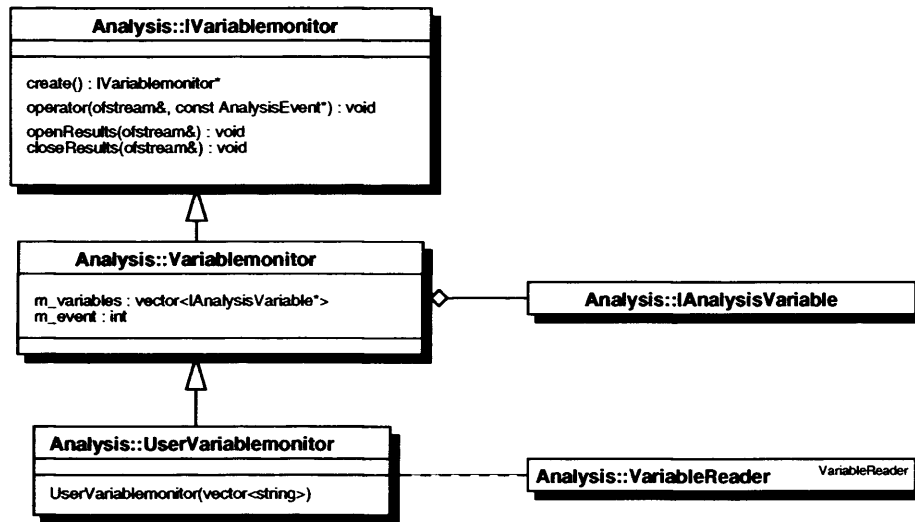 Analysis::IVariablemonitor
create() : IVariablemonitor*
operator(ofstream&, const AnalysisEvent*) : void
openResults(ofstream&) : void
closeResults(ofstream&) : void
Analysis::Variablemonitor
m_variables : vector<IAnalysisVariable*>
m_event : int
Analysis::IAnalysisVariable
Analysis::UserVariablemonitor
UserVariablemonitor(vector<string>)
Analysis::VariableReader VariableReader